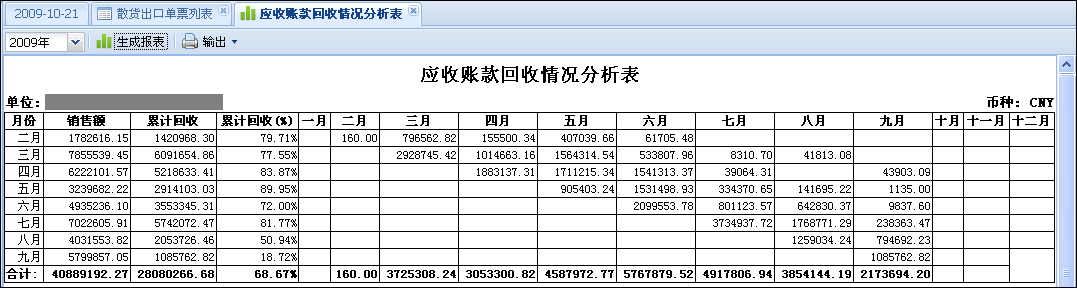 2009-10-21 散货出口单票列表 应收账款回收情况分析表
2009年 生成报表 输出
应收账款回收情况分析表
单位： 币种：CNY
月份 销售额 累计回收 累计回收(%) 一月 二月 三月 四月 五月 六月 七月 八月 九月 十月 十一月 十二月
二月 1782616.15 1420968.30 79.71% 160.00 796562.82 155500.34 407039.66 61705.48
三月 7855539.45 6091654.86 77.55% 2928745.42 1014663.16 1564314.54 533807.96 8310.70 41813.08
四月 6222101.57 5218633.41 83.87% 1883137.31 1711215.34 1541313.37 39064.31 43903.09
五月 3239682.22 2914103.03 89.95% 905403.24 1531498.93 334370.65 141695.22 1135.00
六月 4935236.10 3553345.31 72.00% 2099553.78 801123.57 642830.37 9837.60
七月 7022605.91 5742072.47 81.77% 3734937.72 1768771.29 238363.47
八月 4031553.82 2053726.46 50.94% 1259034.24 794692.23
九月 5799857.05 1085762.82 18.72% 1085762.82
合计: 40889192.27 28080266.68 68.67% 160.00 3725308.24 3053300.82 4587972.77 5767879.52 4917806.94 3854144.19 2173694.20